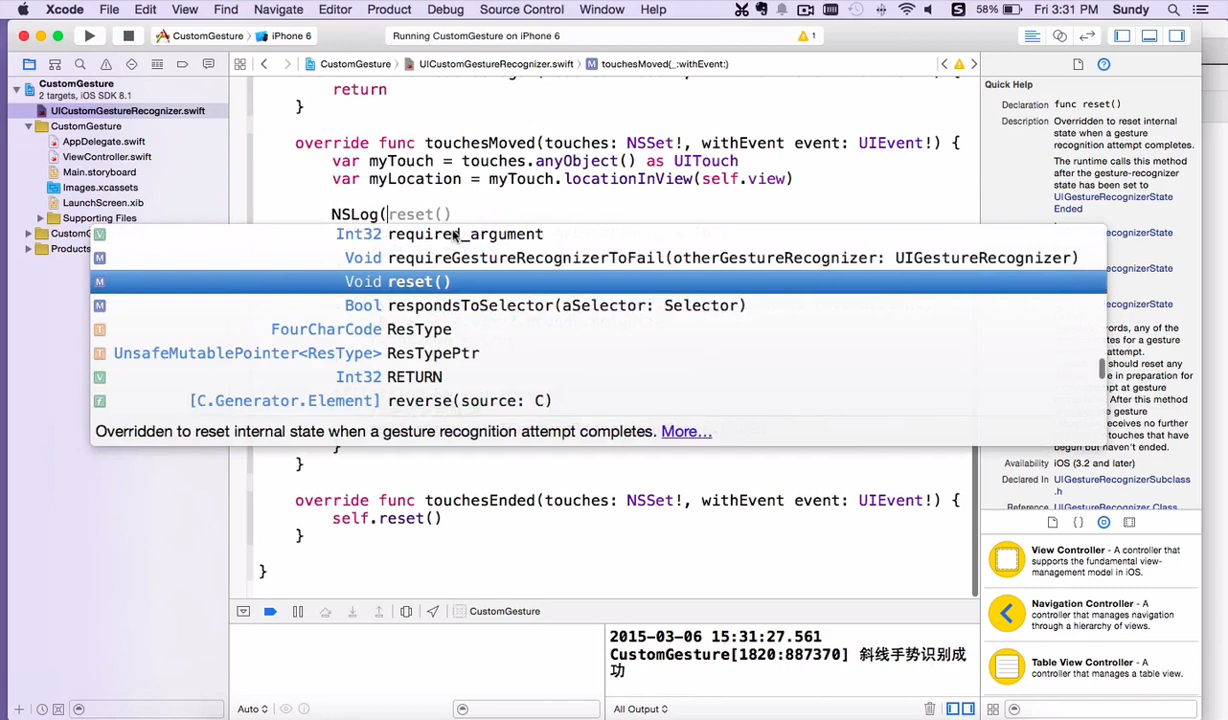 Xcode File Edit View Find Navigate Editor Product Debug Source Control Window Help 58% Fri 3:31 PM Sundy
CustomGesture iPhone 6 Running CustomGesture on iPhone 6 1
CustomGesture UICustomGestureRecognizer.swift touchesMoved(_:withEvent:)
CustomGesture
2 targets, iOS SDK 8.1
UICustomGestureRecognizer.swift
CustomGesture
AppDelegate.swift
ViewController.swift
Main.storyboard
Images.xcassets
LaunchScreen.xib
Supporting Files
Products
return
}
override func touchesMoved(touches: NSSet!, withEvent event: UIEvent!) {
var myTouch = touches.anyObject() as UITouch
var myLocation = myTouch.locationInView(self.view)
NSLog(reset()
Int32 required_argument
Void requireGestureRecognizerToFail(otherGestureRecognizer: UIGestureRecognizer)
Void reset()
Bool respondsToSelector(aSelector: Selector)
FourCharCode ResType
UnsafeMutablePointer<ResType> ResTypePtr
Int32 RETURN
[C.Generator.Element] reverse(source: C)
Overridden to reset internal state when a gesture recognition attempt completes. More...
}
}
override func touchesEnded(touches: NSSet!, withEvent event: UIEvent!) {
self.reset()
}
}
CustomGesture
2015-03-06 15:31:27.561
CustomGesture[1820:887370] 斜线手势识别成
功
Auto
All Output
Quick Help
Declaration func reset()
Description Overridden to reset internal
state when a gesture
recognition attempt completes.
The runtime calls this method
after the gesture-recognizer
state has been set to
UIGestureRecognizerState
Ended
Availability iOS (3.2 and later)
Declared In UIGestureRecognizerSubclass
.h
Reference UIGestureRecognizer Class
View Controller - A controller that
supports the fundamental view-
management model in iOS.
Navigation Controller - A
controller that manages navigation
through a hierarchy of views.
Table View Controller - A
controller that manages a table view.